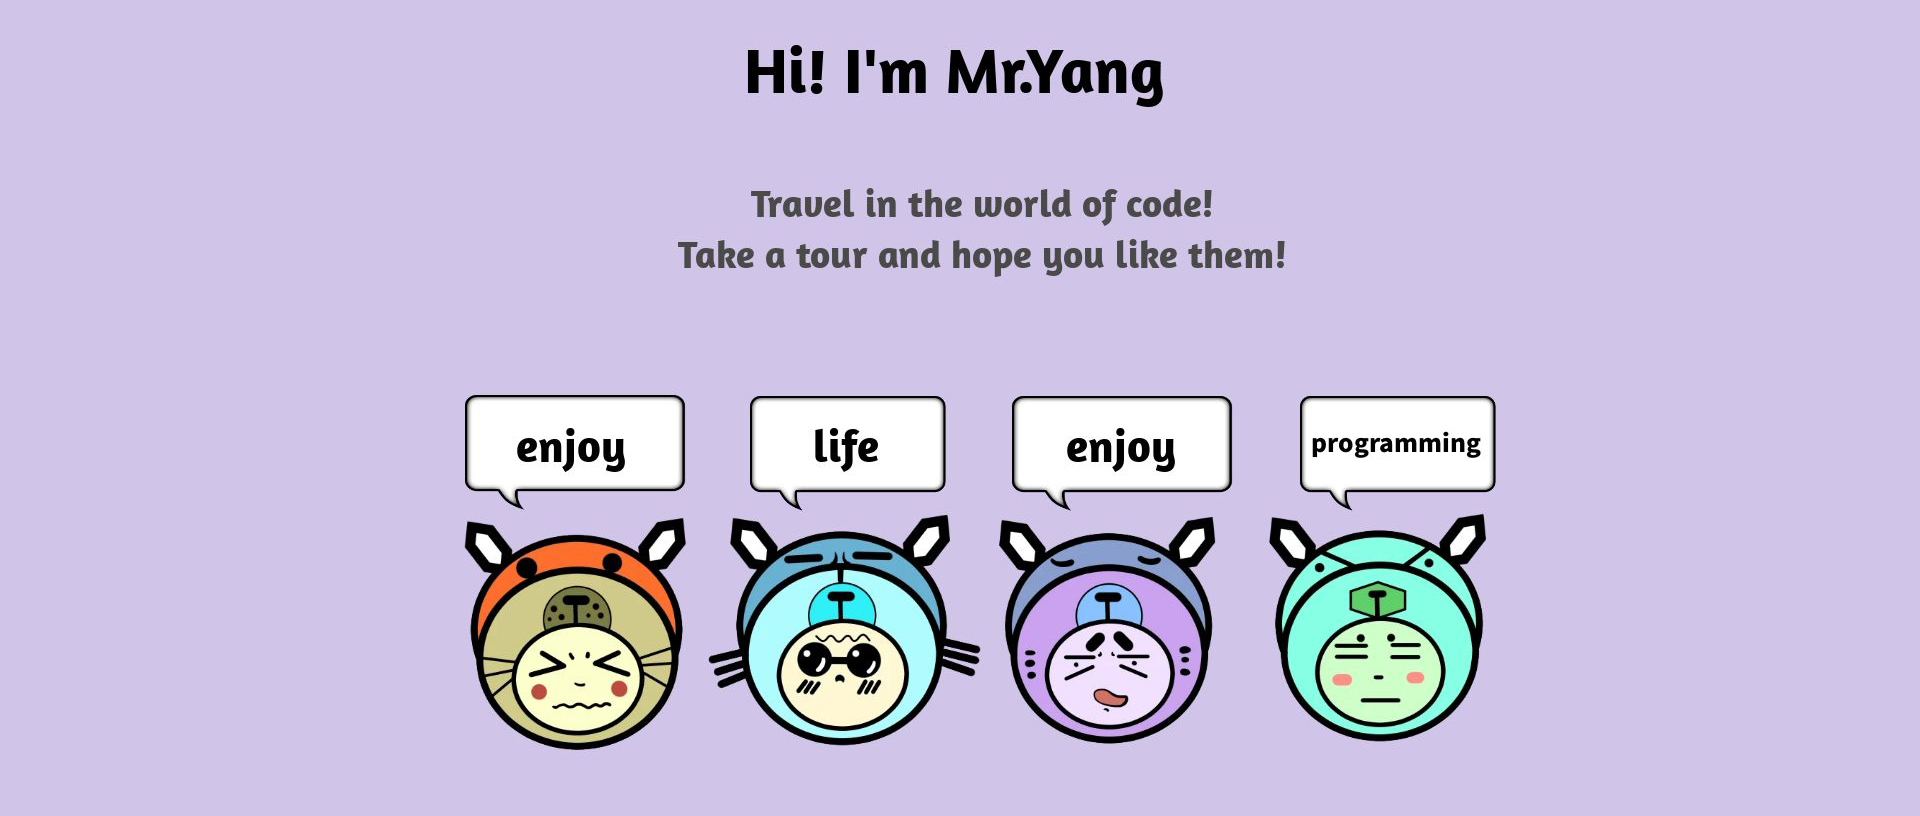 Hi! I'm Mr.Yang
Travel in the world of code!
Take a tour and hope you like them!
enjoy
life
enjoy
programming